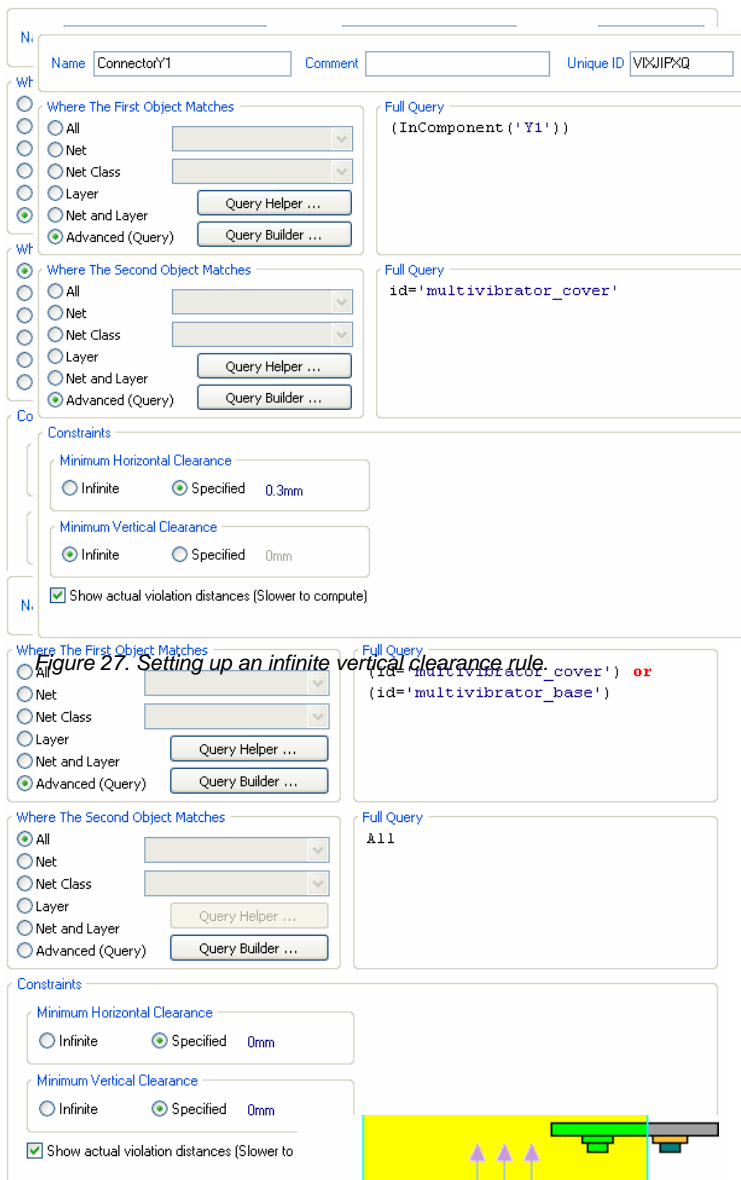 N
Name ConnectorY1 Comment Unique ID VIXJIPXQ
Wh
Where The First Object Matches
All
Net
Net Class
Layer
Net and Layer
Advanced (Query)
Query Helper ...
Query Builder ...
Full Query
(InComponent('Y1'))
Wh
Where The Second Object Matches
All
Net
Net Class
Layer
Net and Layer
Advanced (Query)
Query Helper ...
Query Builder ...
Full Query
id='multivibrator_cover'
Co
Constraints
Minimum Horizontal Clearance
Infinite Specified 0.3mm
Minimum Vertical Clearance
Infinite Specified 0mm
Show actual violation distances (Slower to compute)
N
Figure 27. Setting up an infinite vertical clearance rule.
Where The First Object Matches
All
Net
Net Class
Layer
Net and Layer
Advanced (Query)
Query Helper ...
Query Builder ...
Full Query
(id='multivibrator_cover') or
(id='multivibrator_base')
Where The Second Object Matches
All
Net
Net Class
Layer
Net and Layer
Advanced (Query)
Query Helper ...
Query Builder ...
Full Query
All
Constraints
Minimum Horizontal Clearance
Infinite Specified 0mm
Minimum Vertical Clearance
Infinite Specified 0mm
Show actual violation distances (Slower to